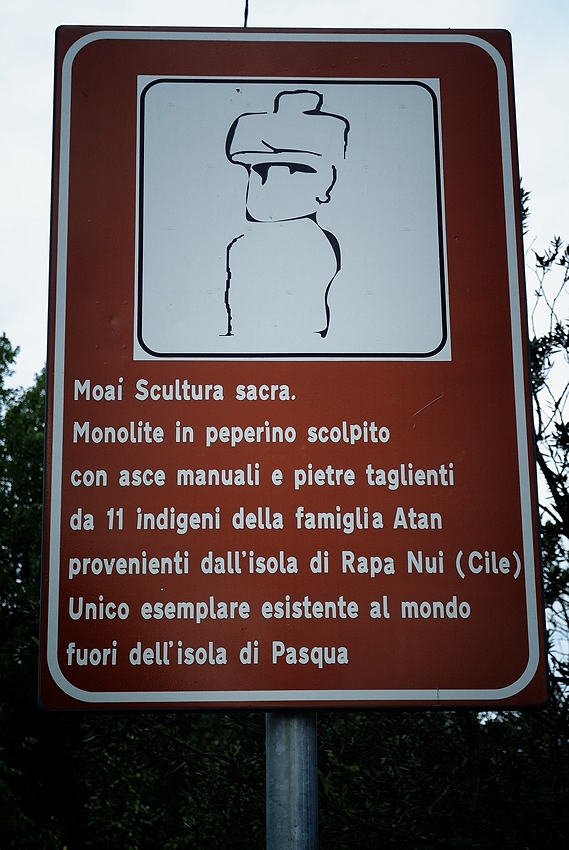 Moai Scultura sacra.
Monolite in peperino scolpito
con asce manuali e pietre taglienti
da 11 indigeni della famiglia Atan
provenienti dall'isola di Rapa Nui (Cile)
Unico esemplare esistente al mondo
fuori dell'isola di Pasqua